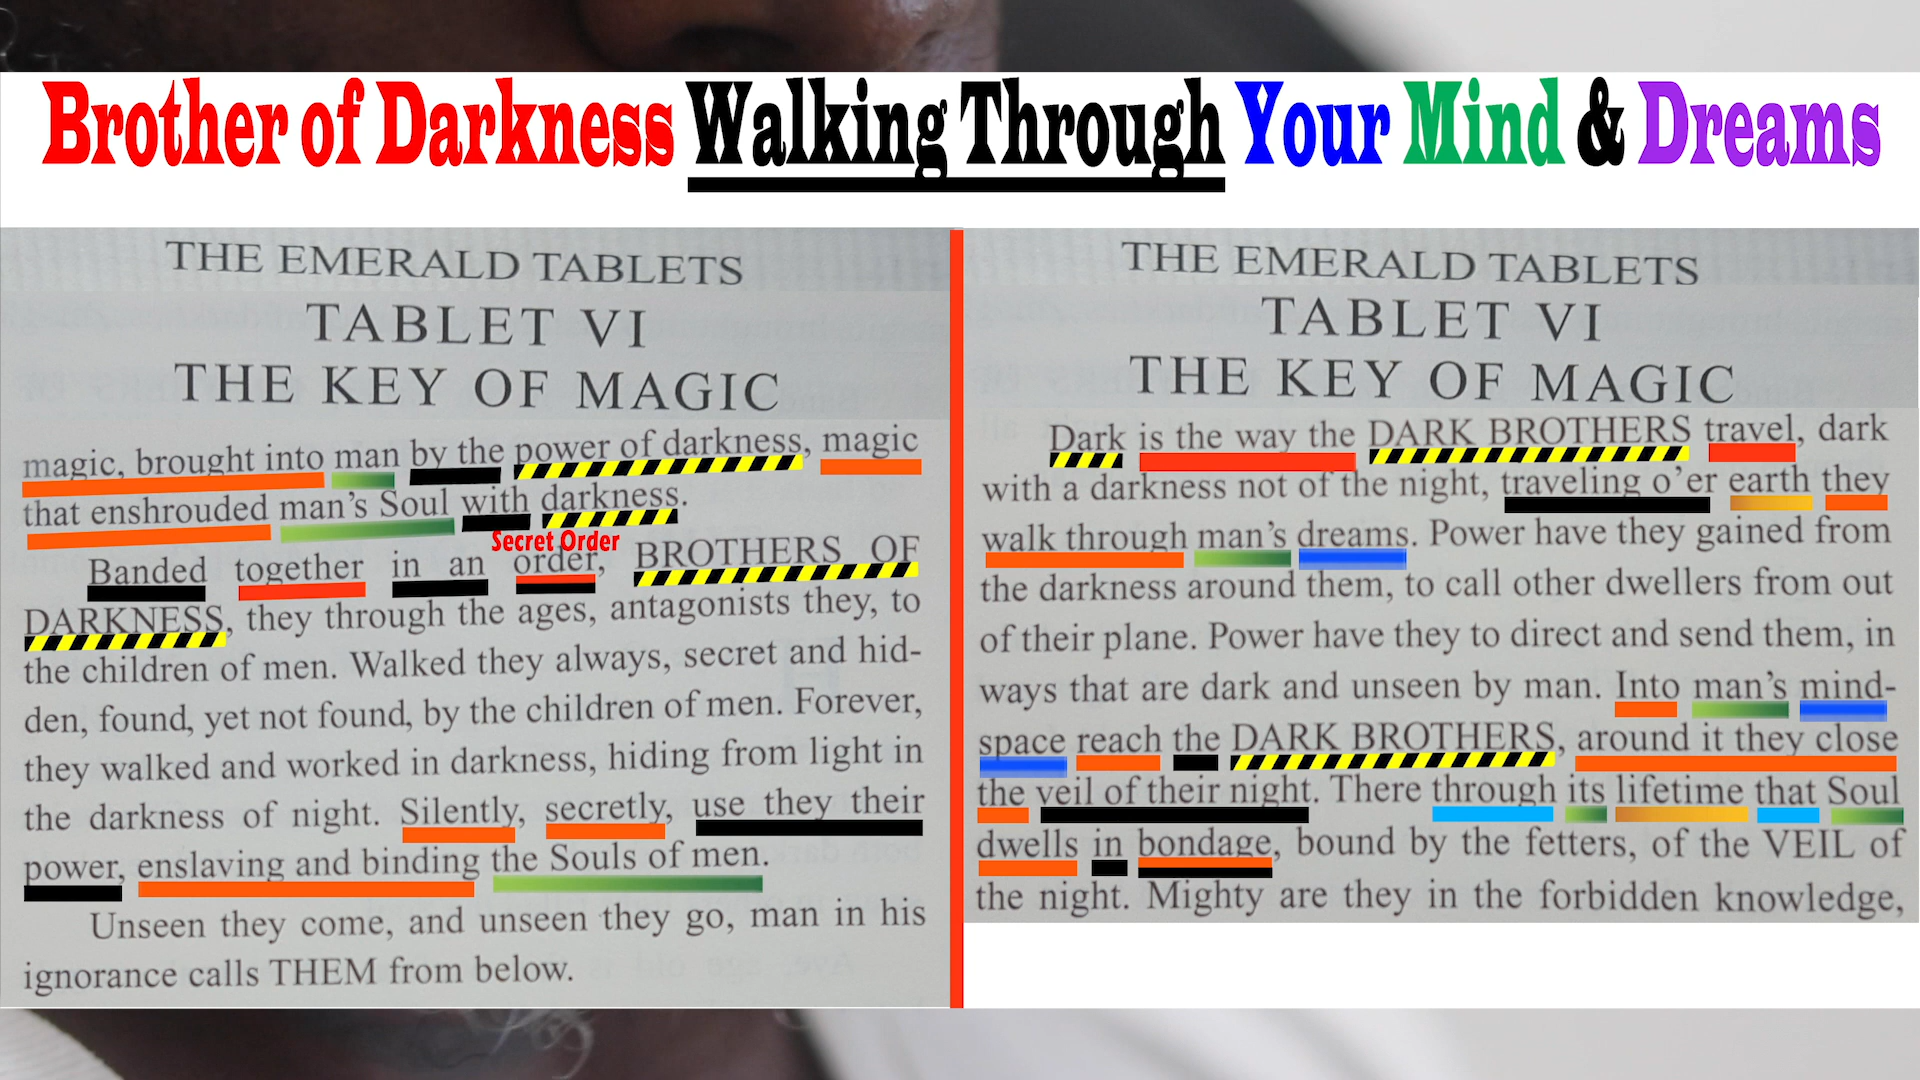 Brother of Darkness Walking Through Your Mind & Dreams
THE EMERALD TABLETS
TABLET VI
THE KEY OF MAGIC
magic, brought into man by the power of darkness, magic
that enshrouded man's Soul with darkness.
Secret Order
Banded together in an order, BROTHERS OF
DARKNESS, they through the ages, antagonists they, to
the children of men. Walked they always, secret and hid-
den, found, yet not found, by the children of men. Forever,
they walked and worked in darkness, hiding from light in
the darkness of night. Silently, secretly, use they their
power, enslaving and binding the Souls of men.
Unseen they come, and unseen they go, man in his
ignorance calls THEM from below.
THE EMERALD TABLETS
TABLET VI
THE KEY OF MAGIC
Dark is the way the DARK BROTHERS travel, dark
with a darkness not of the night, traveling o'er earth they
walk through man's dreams. Power have they gained from
the darkness around them, to call other dwellers from out
of their plane. Power have they to direct and send them, in
ways that are dark and unseen by man. Into man's mind-
space reach the DARK BROTHERS, around it they close
the veil of their night. There through its lifetime that Soul
dwells in bondage, bound by the fetters, of the VEIL of
the night. Mighty are they in the forbidden knowledge,